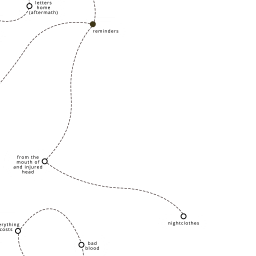 letters
home
(aftermath)
reminders
from the
mouth of
and injured
head
nightclothes
erything
costs
bad
blood